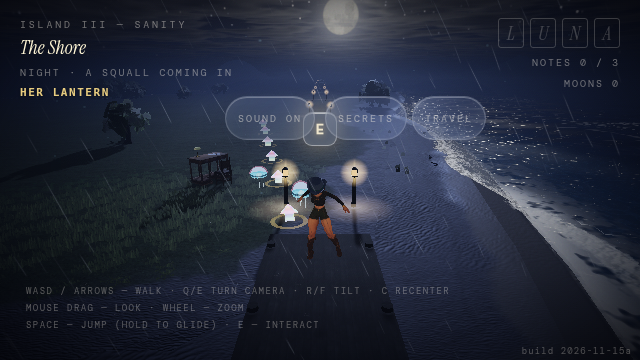 ISLAND III — SANITY
The Shore
NIGHT · A SQUALL COMING IN
HER LANTERN
LUNA
NOTES 0 / 3
MOONS 0
SOUND ON
SECRETS
TRAVEL
E
WASD / ARROWS — WALK · Q/E TURN CAMERA · R/F TILT · C RECENTER
MOUSE DRAG — LOOK · WHEEL — ZOOM
SPACE — JUMP (HOLD TO GLIDE) · E — INTERACT
build 2026-11-15a